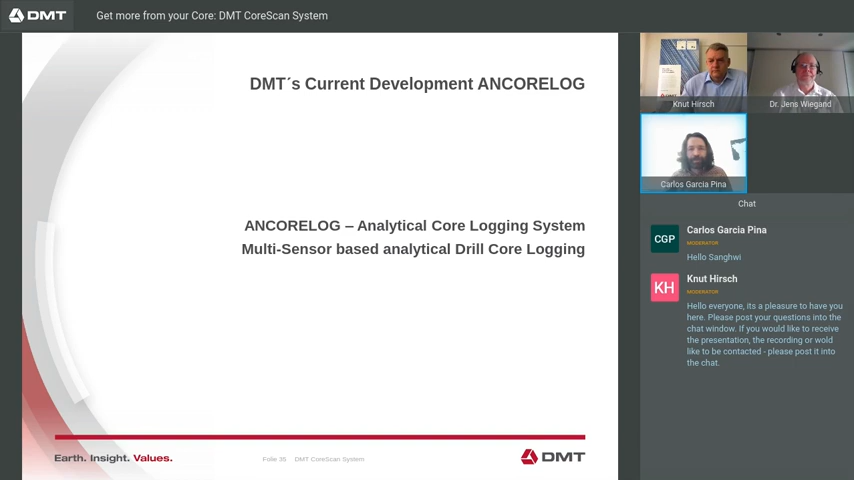 DMT
Get more from your Core: DMT CoreScan System
DMT´s Current Development ANCORELOG
ANCORELOG – Analytical Core Logging System
Multi-Sensor based analytical Drill Core Logging
Earth. Insight. Values.
Folie 35 DMT CoreScan System
DMT
Knut Hirsch
Dr. Jens Wiegand
Carlos Garcia Pina
Chat
CGP
Carlos Garcia Pina
MODERATOR
Hello Sanghwi
KH
Knut Hirsch
MODERATOR
Hello everyone, its a pleasure to have you
here. Please post your questions into the
chat window. If you would like to receive
the presentation, the recording or wold
like to be contacted - please post it into
the chat.